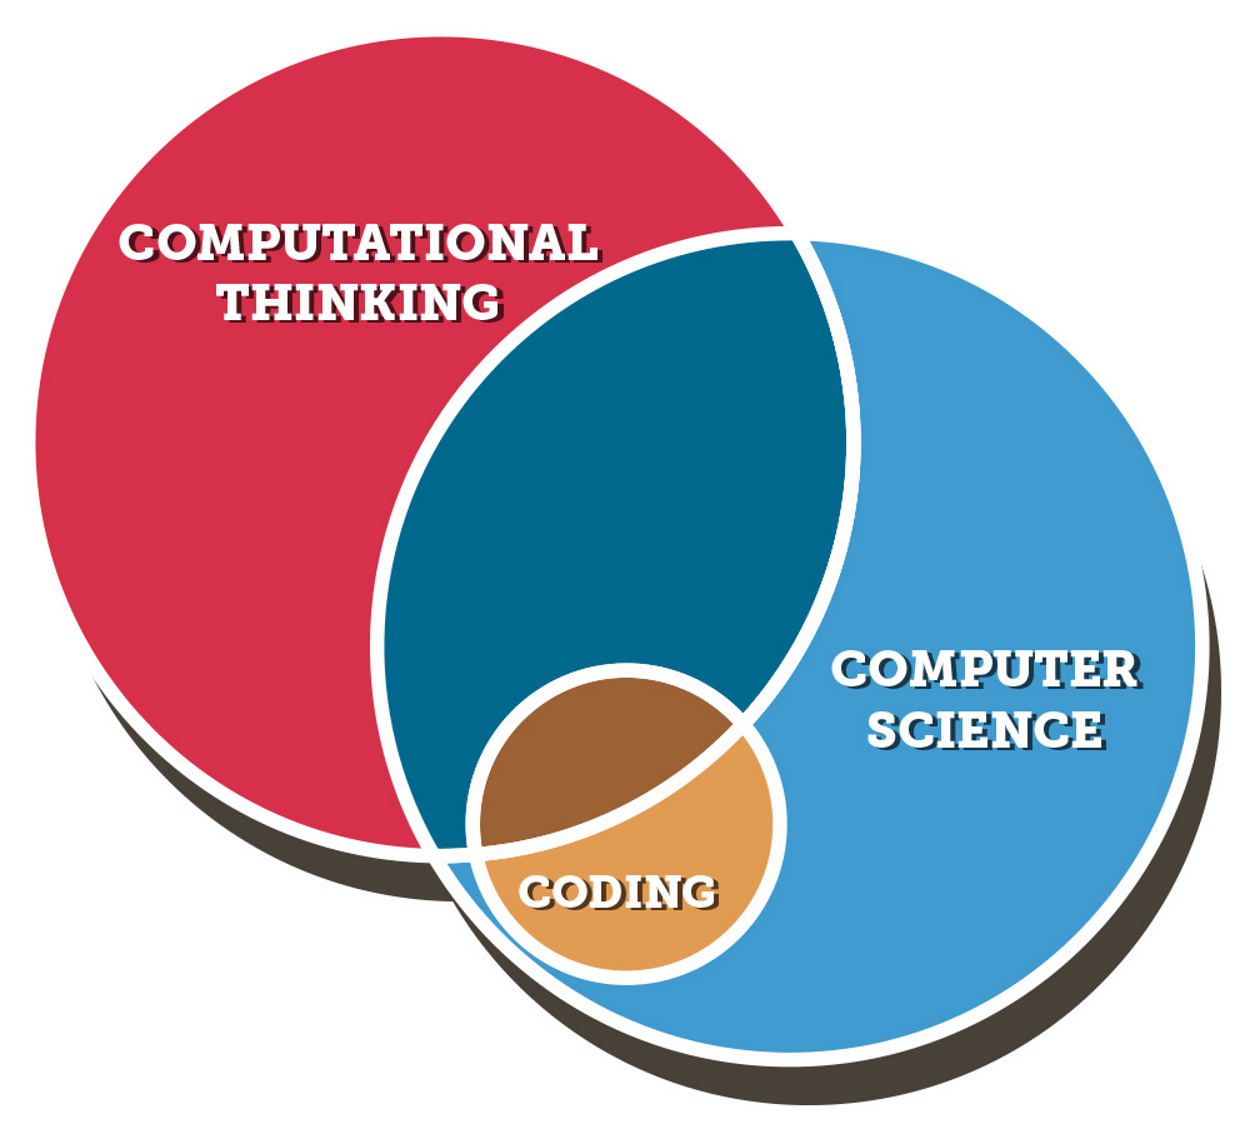 COMPUTATIONAL
THINKING
COMPUTER
SCIENCE
CODING